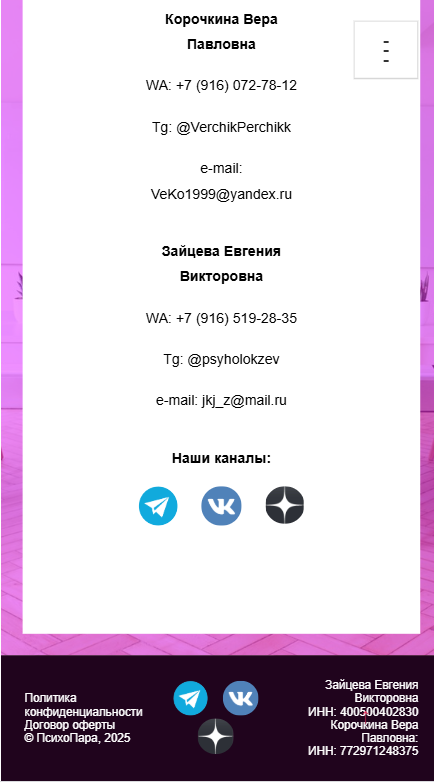 Корочкина Вера
Павловна
WA: +7 (916) 072-78-12
Tg: @VerchikPerchikk
e-mail:
VeKo1999@yandex.ru
Зайцева Евгения
Викторовна
WA: +7 (916) 519-28-35
Tg: @psyholokzev
e-mail: jkj_z@mail.ru
Наши каналы:
Политика
конфиденциальности
Договор оферты
© ПсихоПара, 2025
Зайцева Евгения
Викторовна
ИНН: 400500402830
Корочкина Вера
Павловна:
ИНН: 772971248375